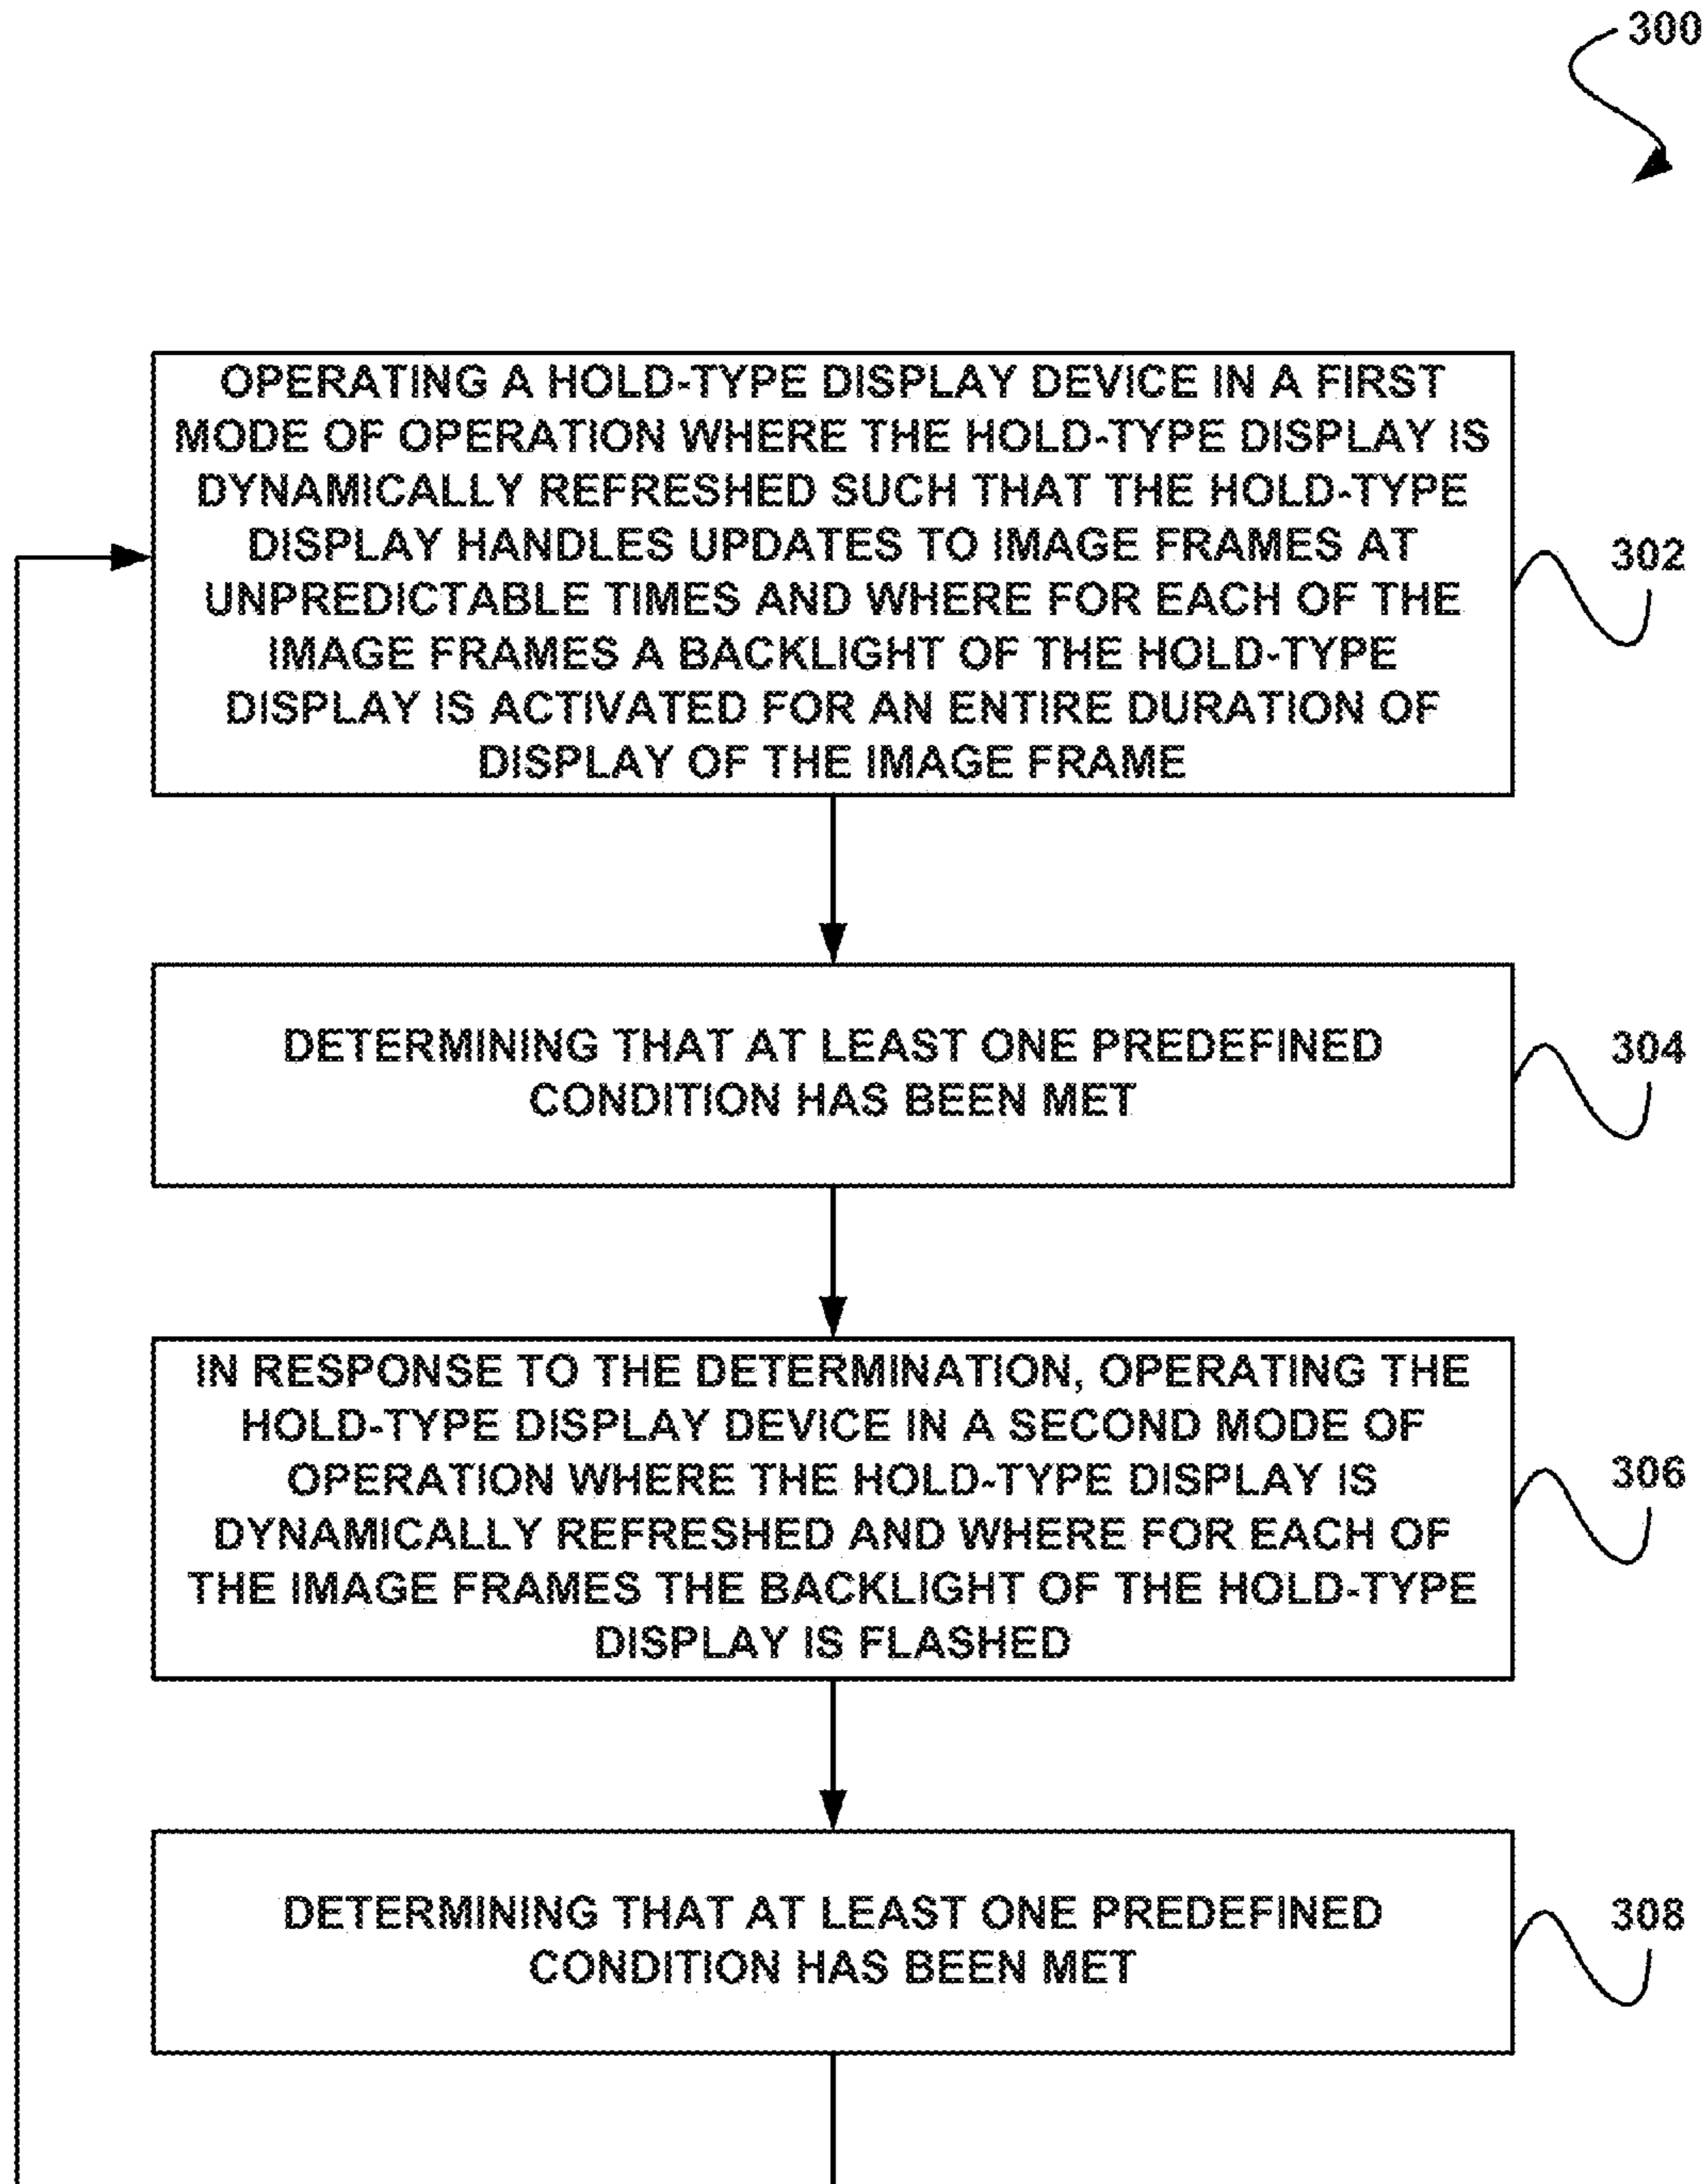 300
OPERATING A HOLD-TYPE DISPLAY DEVICE IN A FIRST
MODE OF OPERATION WHERE THE HOLD-TYPE DISPLAY IS
DYNAMICALLY REFRESHED SUCH THAT THE HOLD-TYPE
DISPLAY HANDLES UPDATES TO IMAGE FRAMES AT
UNPREDICTABLE TIMES AND WHERE FOR EACH OF THE
IMAGE FRAMES A BACKLIGHT OF THE HOLD-TYPE
DISPLAY IS ACTIVATED FOR AN ENTIRE DURATION OF
DISPLAY OF THE IMAGE FRAME
302
DETERMINING THAT AT LEAST ONE PREDEFINED
CONDITION HAS BEEN MET
304
IN RESPONSE TO THE DETERMINATION, OPERATING THE
HOLD-TYPE DISPLAY DEVICE IN A SECOND MODE OF
OPERATION WHERE THE HOLD-TYPE DISPLAY IS
DYNAMICALLY REFRESHED AND WHERE FOR EACH OF
THE IMAGE FRAMES THE BACKLIGHT OF THE HOLD-TYPE
DISPLAY IS FLASHED
306
DETERMINING THAT AT LEAST ONE PREDEFINED
CONDITION HAS BEEN MET
308